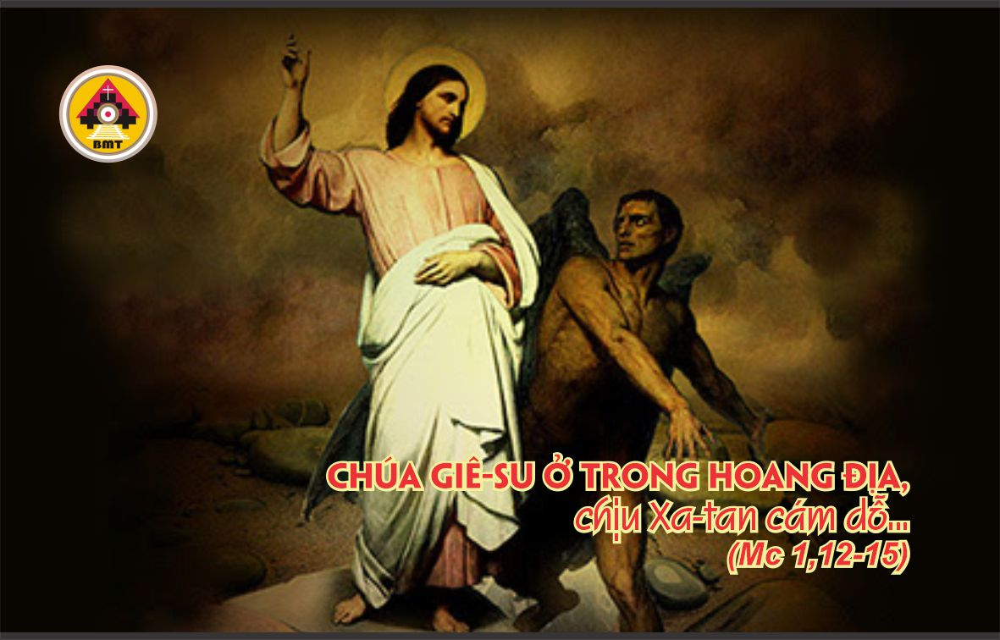 BMT
CHÚA GIÊ-SU Ở TRONG HOANG ĐỊA,
chịu Xa-tan cám dỗ...
(Mc 1,12-15)